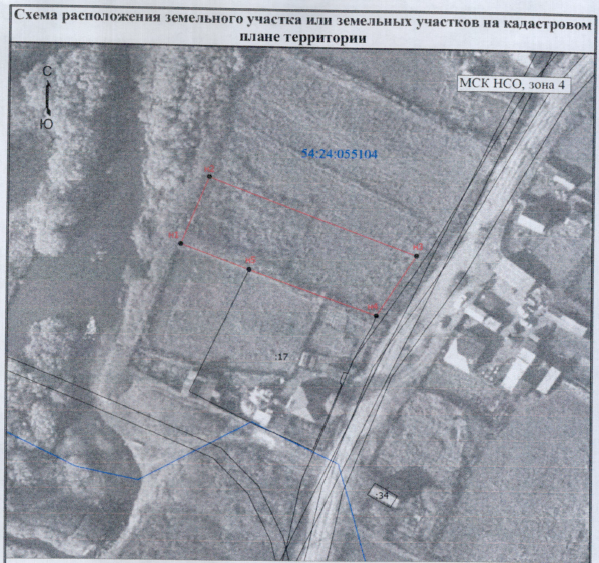 Схема расположения земельного участка или земельных участков на кадастровом
плане территории
С
МСК НСО, зона 4
Ю
54:24:055104
:17
:34